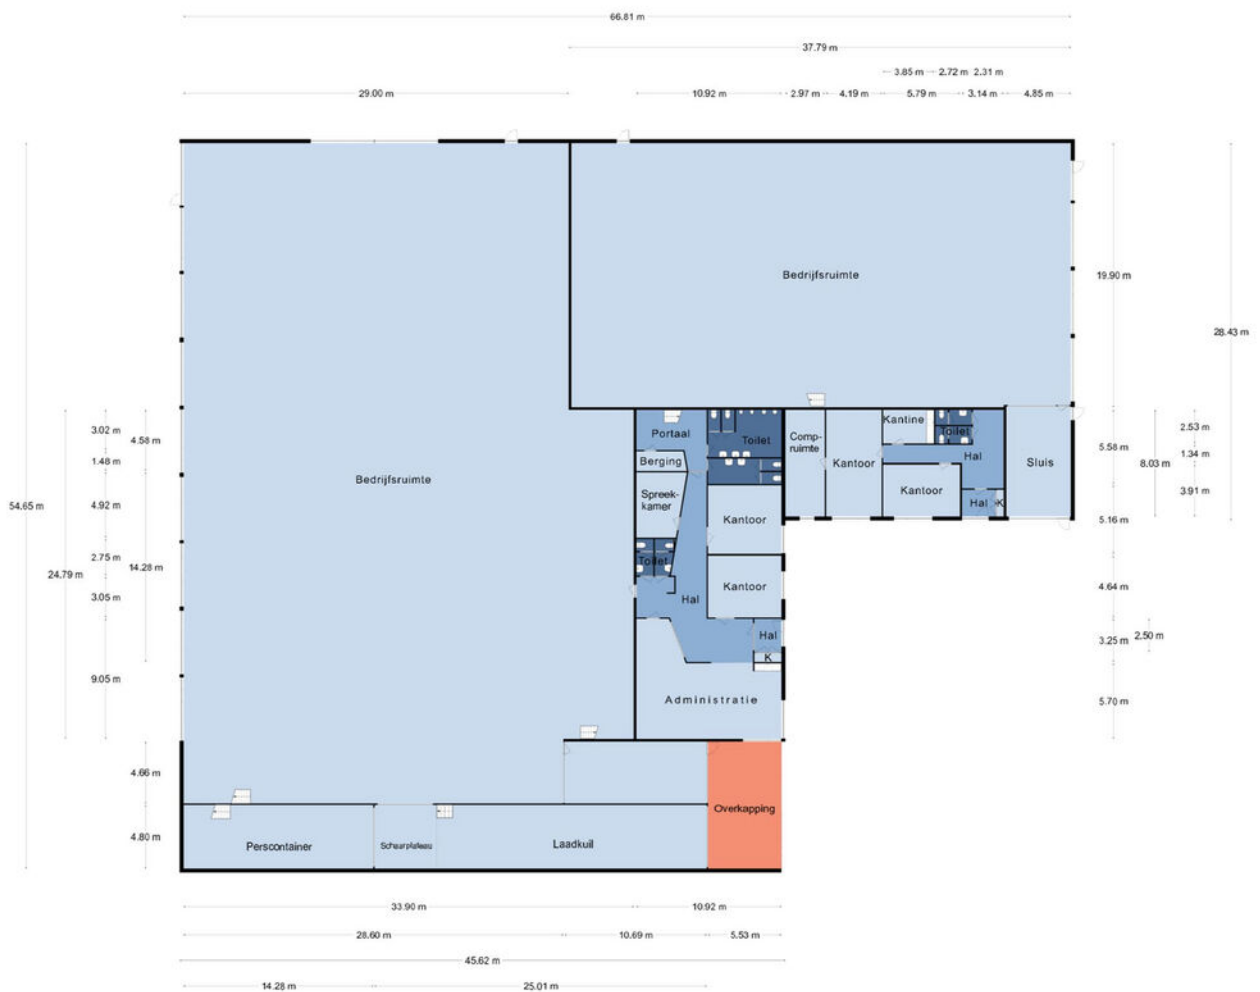 66.81 m
37.79 m
3.85 m 2.72 m 2.31 m
29.00 m 10.92 m 2.97 m 4.19 m 5.79 m 3.14 m 4.85 m
Bedrijfsruimte
19.90 m
28.43 m
Kantine
3.02 m 4.58 m
Portaal
Toilet
Comp-
ruimte
Toilet
2.53 m
5.58 m
1.48 m
Berging
Kantoor
Hal
Sluis
8.03 m
1.34 m
Bedrijfsruimte
Spreek-
kamer
Kantoor
Hal
K
3.91 m
54.65 m
4.92 m
Kantoor
5.16 m
2.75 m
24.79 m
14.28 m
Toilet
Kantoor
4.64 m
3.05 m
Hal
Hal
3.25 m 2.50 m
K
9.05 m
Administratie
5.70 m
4.66 m
Overkapping
4.80 m
Perscontainer
Schaarplateau
Laadkuil
33.90 m 10.92 m
28.60 m 10.69 m 5.53 m
45.62 m
14.28 m 25.01 m